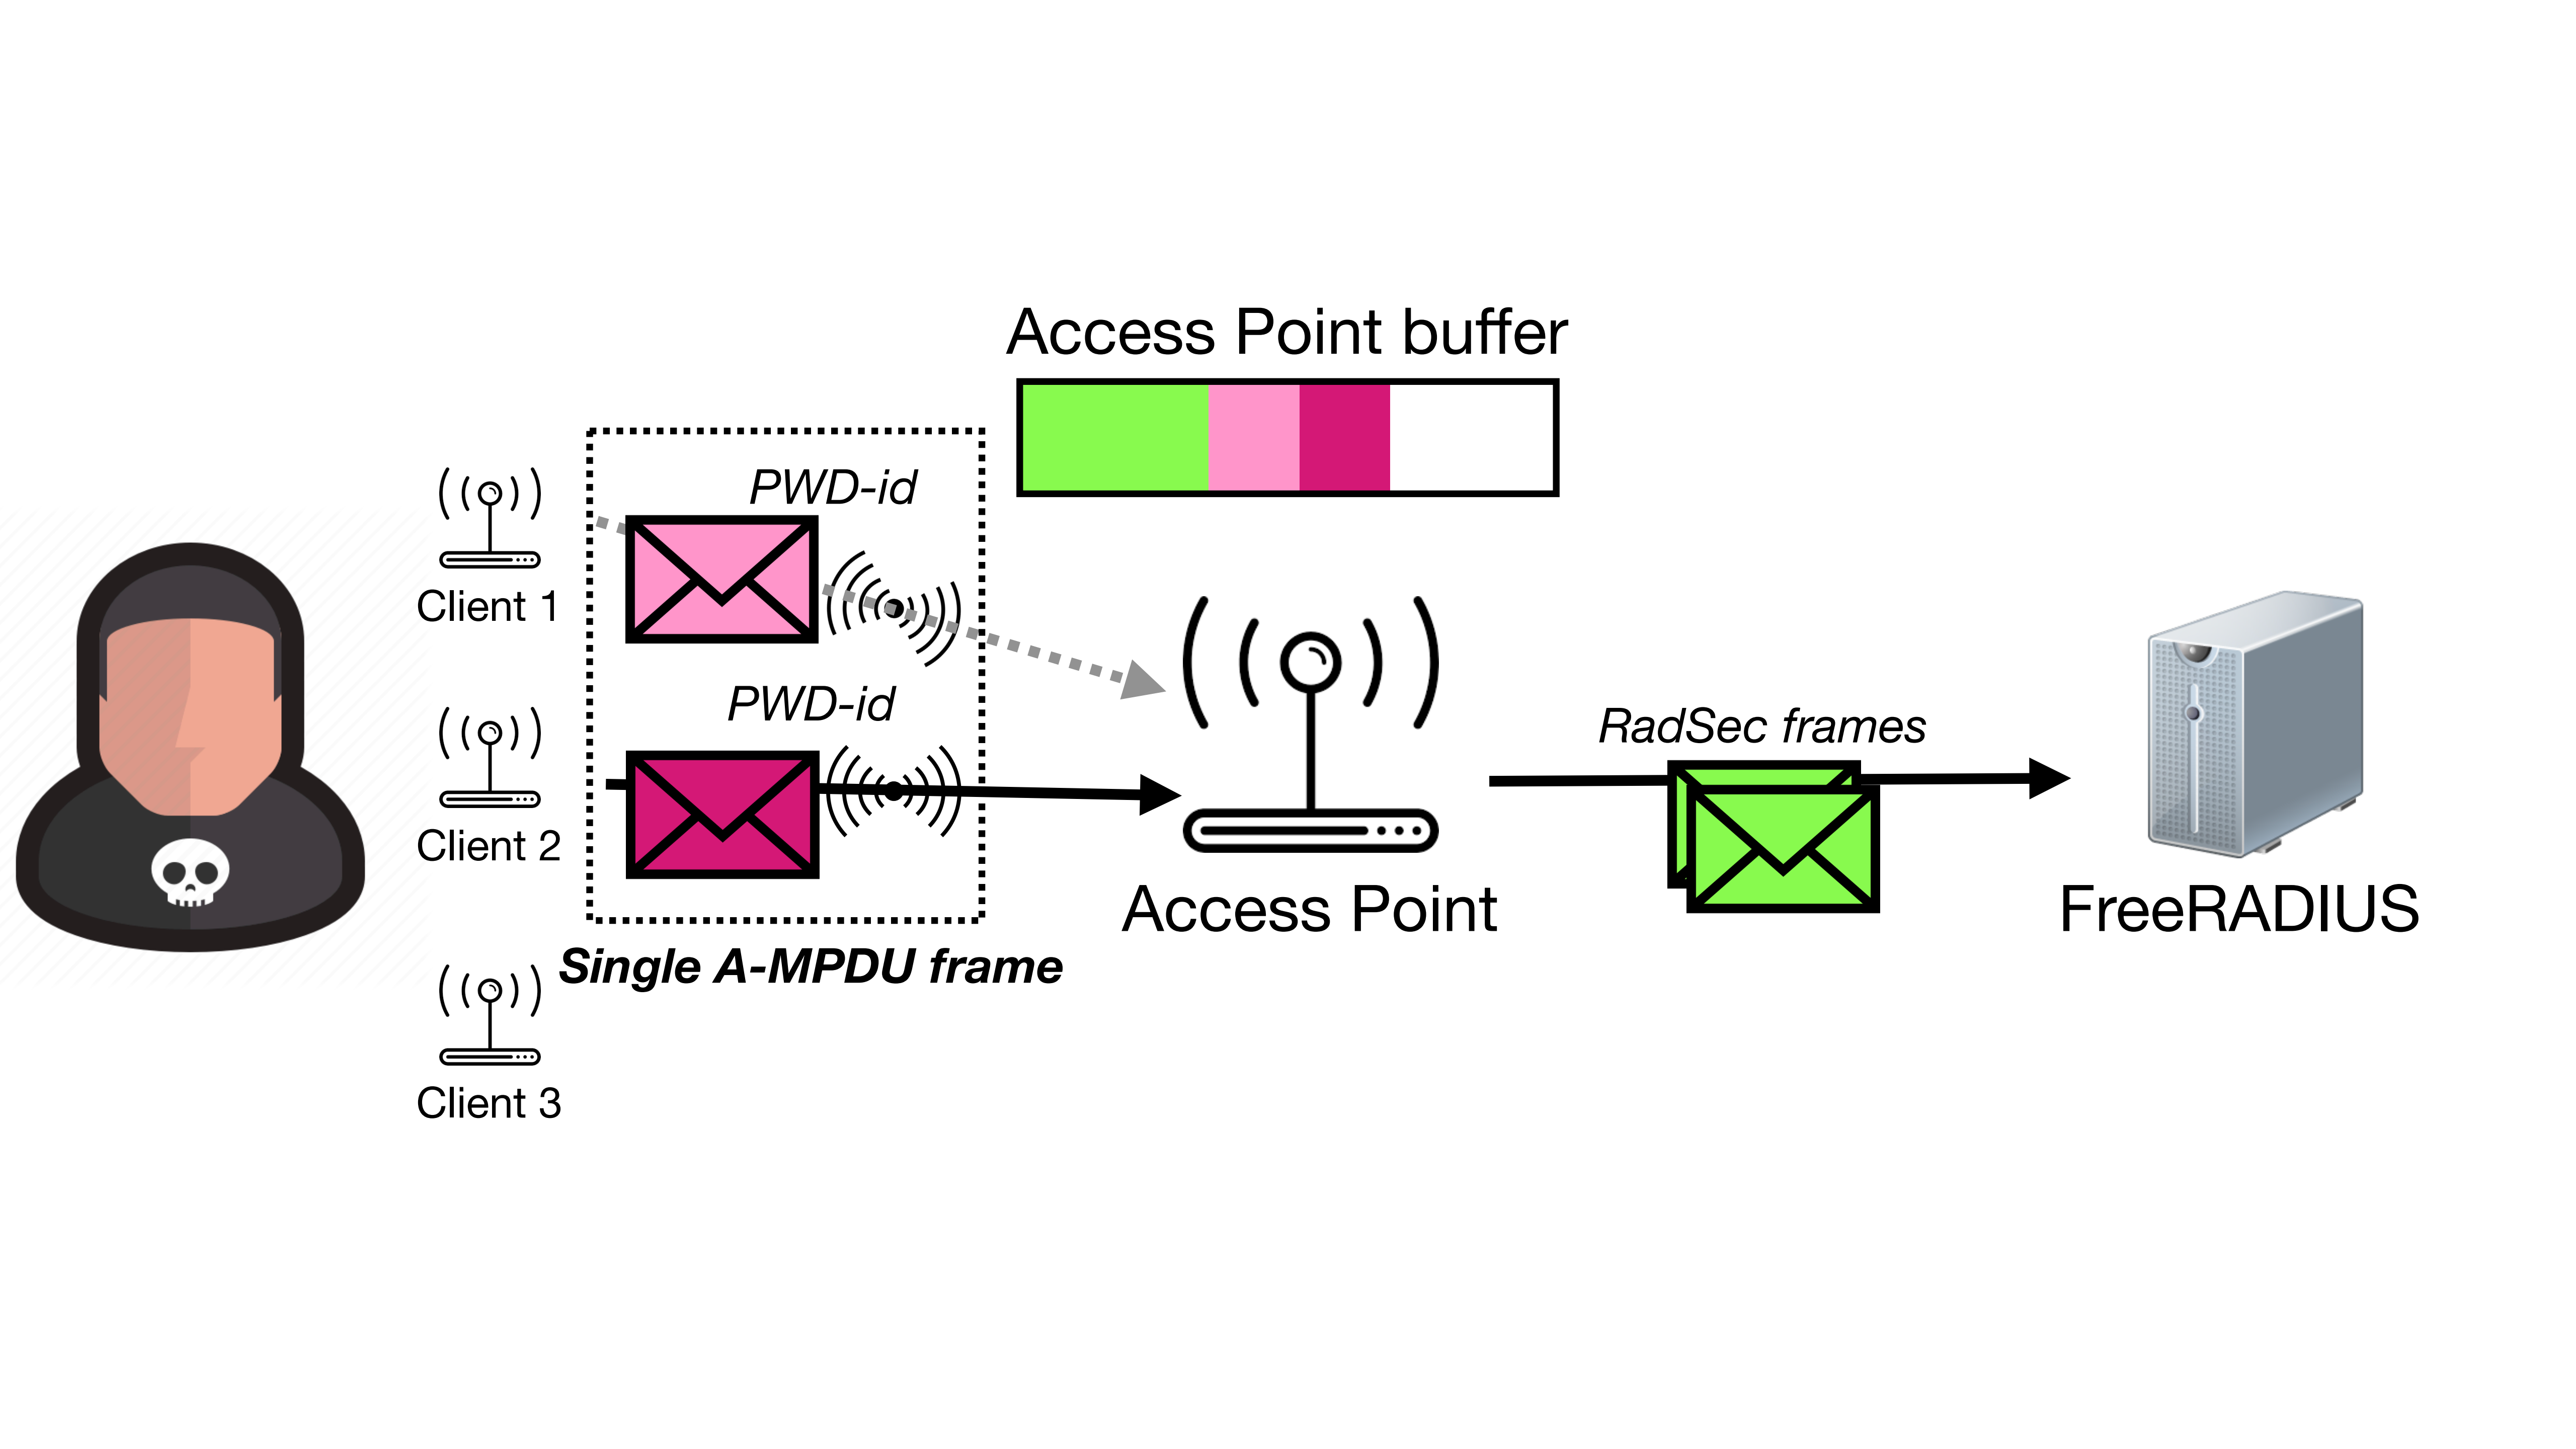 Access Point buffer
PWD-id
Client 1
PWD-id
RadSec frames
Client 2
Access Point
FreeRADIUS
Single A-MPDU frame
Client 3